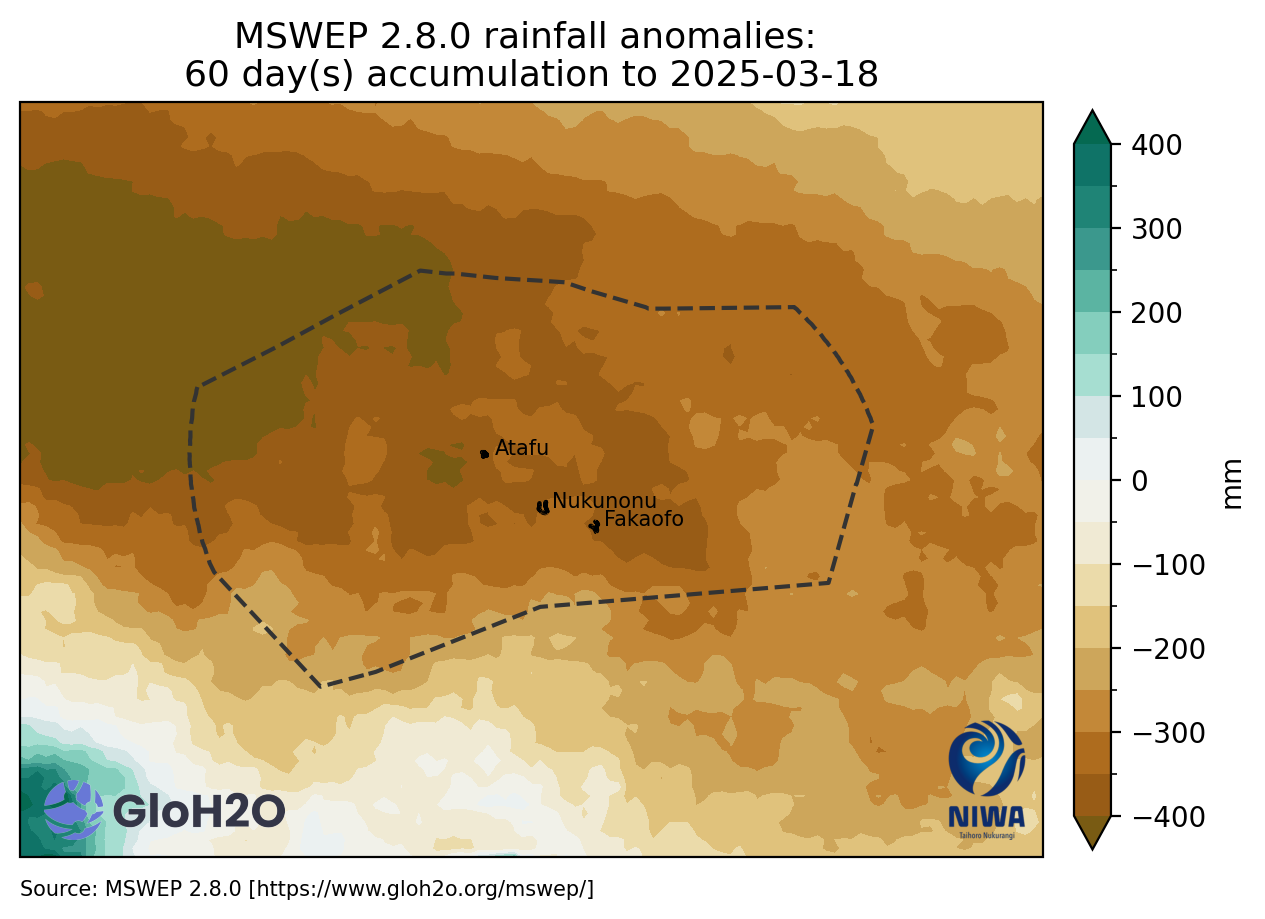 MSWEP 2.8.0 rainfall anomalies:
60 day(s) accumulation to 2025-03-18
400
300
200
100
0
−100
−200
−300
−400
mm
Atafu
Nukunonu
Fakaofo
GloH2O
NIWA
Taihoro Nukurangi
Source: MSWEP 2.8.0 [https://www.gloh2o.org/mswep/]